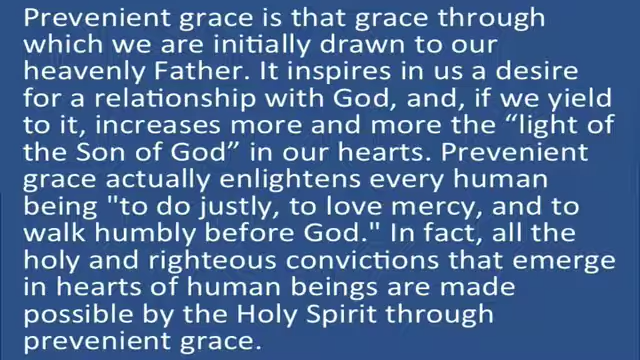 Prevenient grace is that grace through
which we are initially drawn to our
heavenly Father. It inspires in us a desire
for a relationship with God, and, if we yield
to it, increases more and more the “light of
the Son of God” in our hearts. Prevenient
grace actually enlightens every human
being "to do justly, to love mercy, and to
walk humbly before God." In fact, all the
holy and righteous convictions that emerge
in hearts of human beings are made
possible by the Holy Spirit through
prevenient grace.